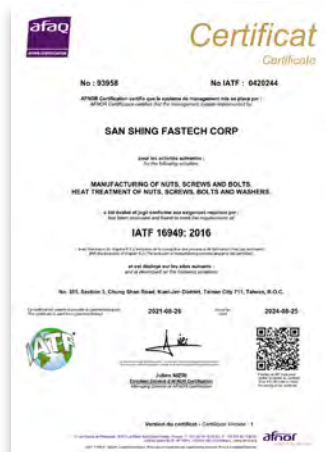 afaq
Certificat
Certificate
No : 93958 No IATF : 0420244
AFNOR Certification certifie que le système de management mis en place par :
AFNOR Certification certifies that the management system implemented by:
SAN SHING FASTECH CORP
pour les activités suivantes :
for the following activities:
MANUFACTURING OF NUTS, SCREWS AND BOLTS.
HEAT TREATMENT OF NUTS, SCREWS, BOLTS AND WASHERS.
a été évalué et jugé conforme aux exigences requises par :
has been assessed and found to meet the requirements of:
IATF 16949: 2016
et est déployé sur les sites suivants :
and is developed on the following locations:
No. 355, Section 3, Chung Shan Road, Kuei-Jen District, Tainan City 711, Taiwan, R.O.C.
2021-08-26 2024-08-25
IATF
Julien NIZRI
Directeur Général d'AFNOR Certification
Managing Director of AFNOR Certification
Version du certificat - Certificate Version : 1
afnor